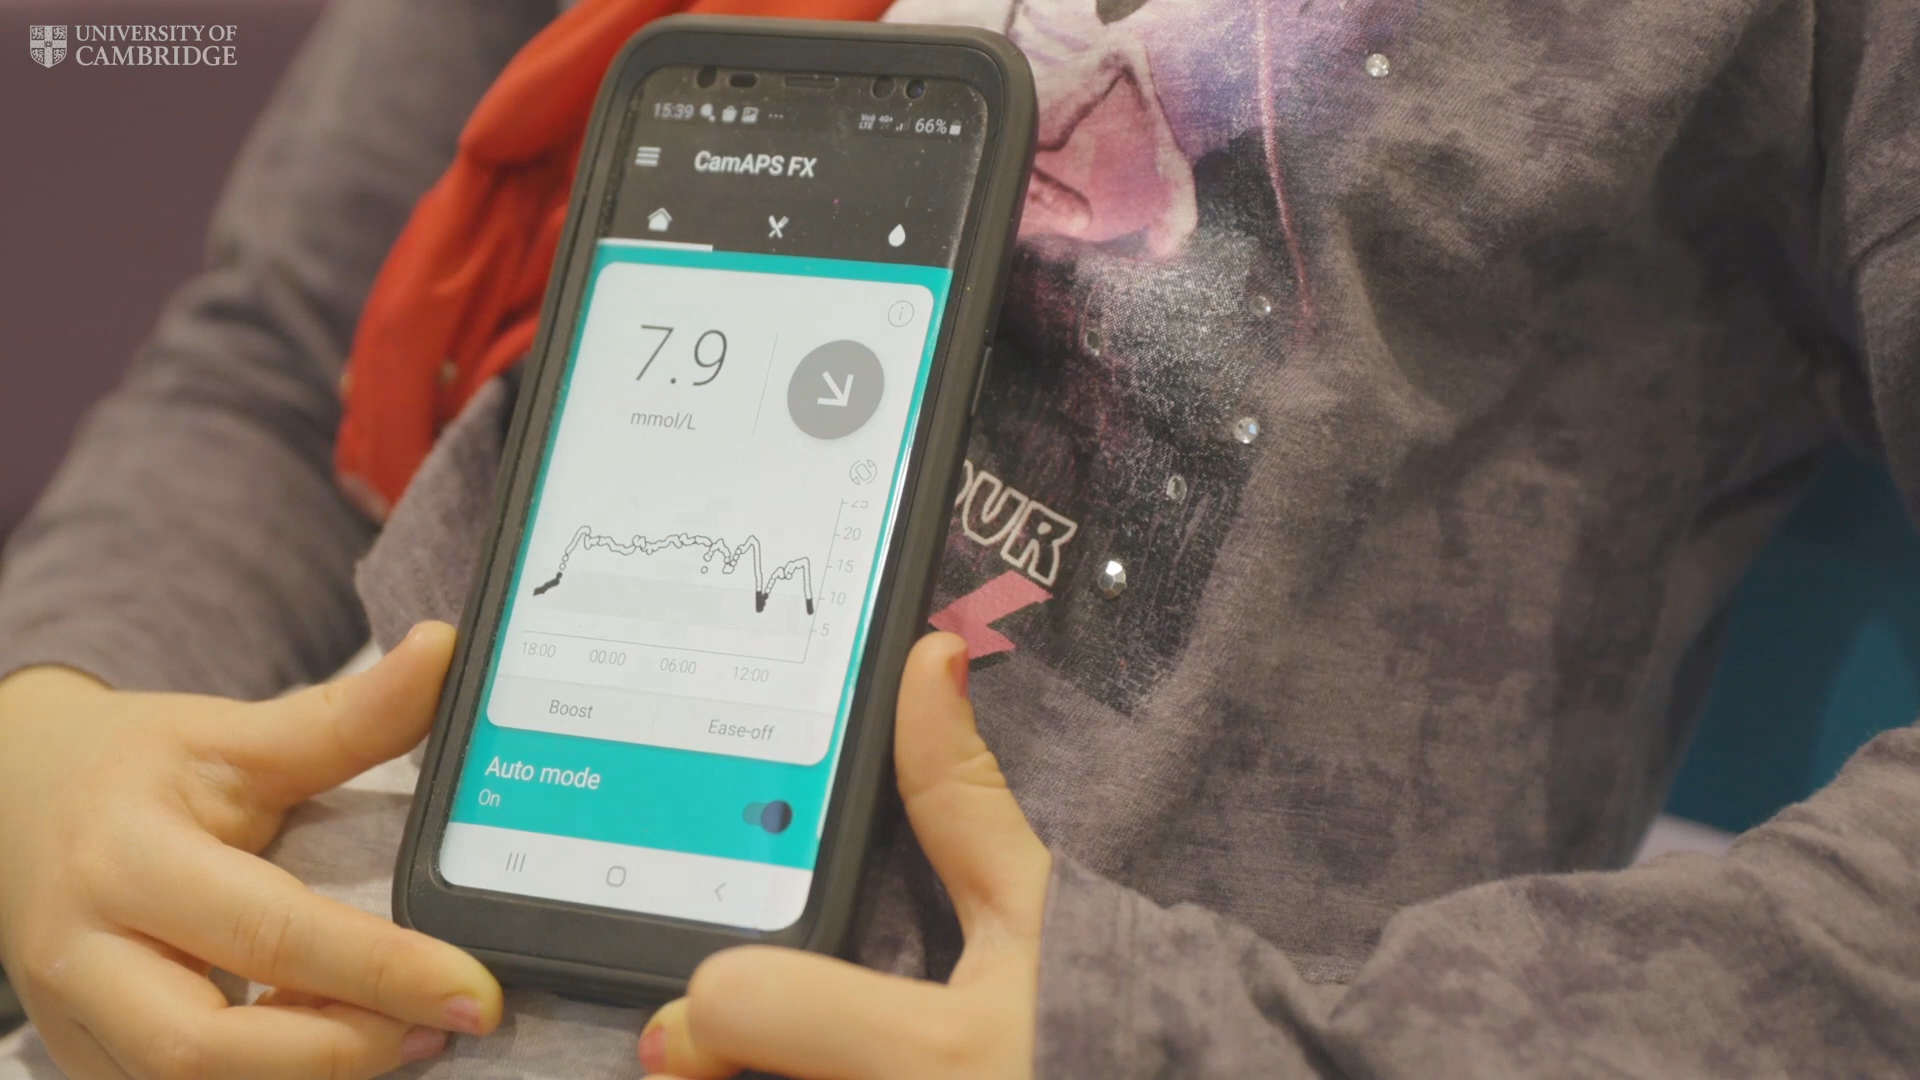 UNIVERSITY OF
CAMBRIDGE
15:39 ... 66%
CamAPS FX
7.9
mmol/L
25
20
15
10
5
18:00 00:00 06:00 12:00
Boost Ease-off
Auto mode
On
OUR